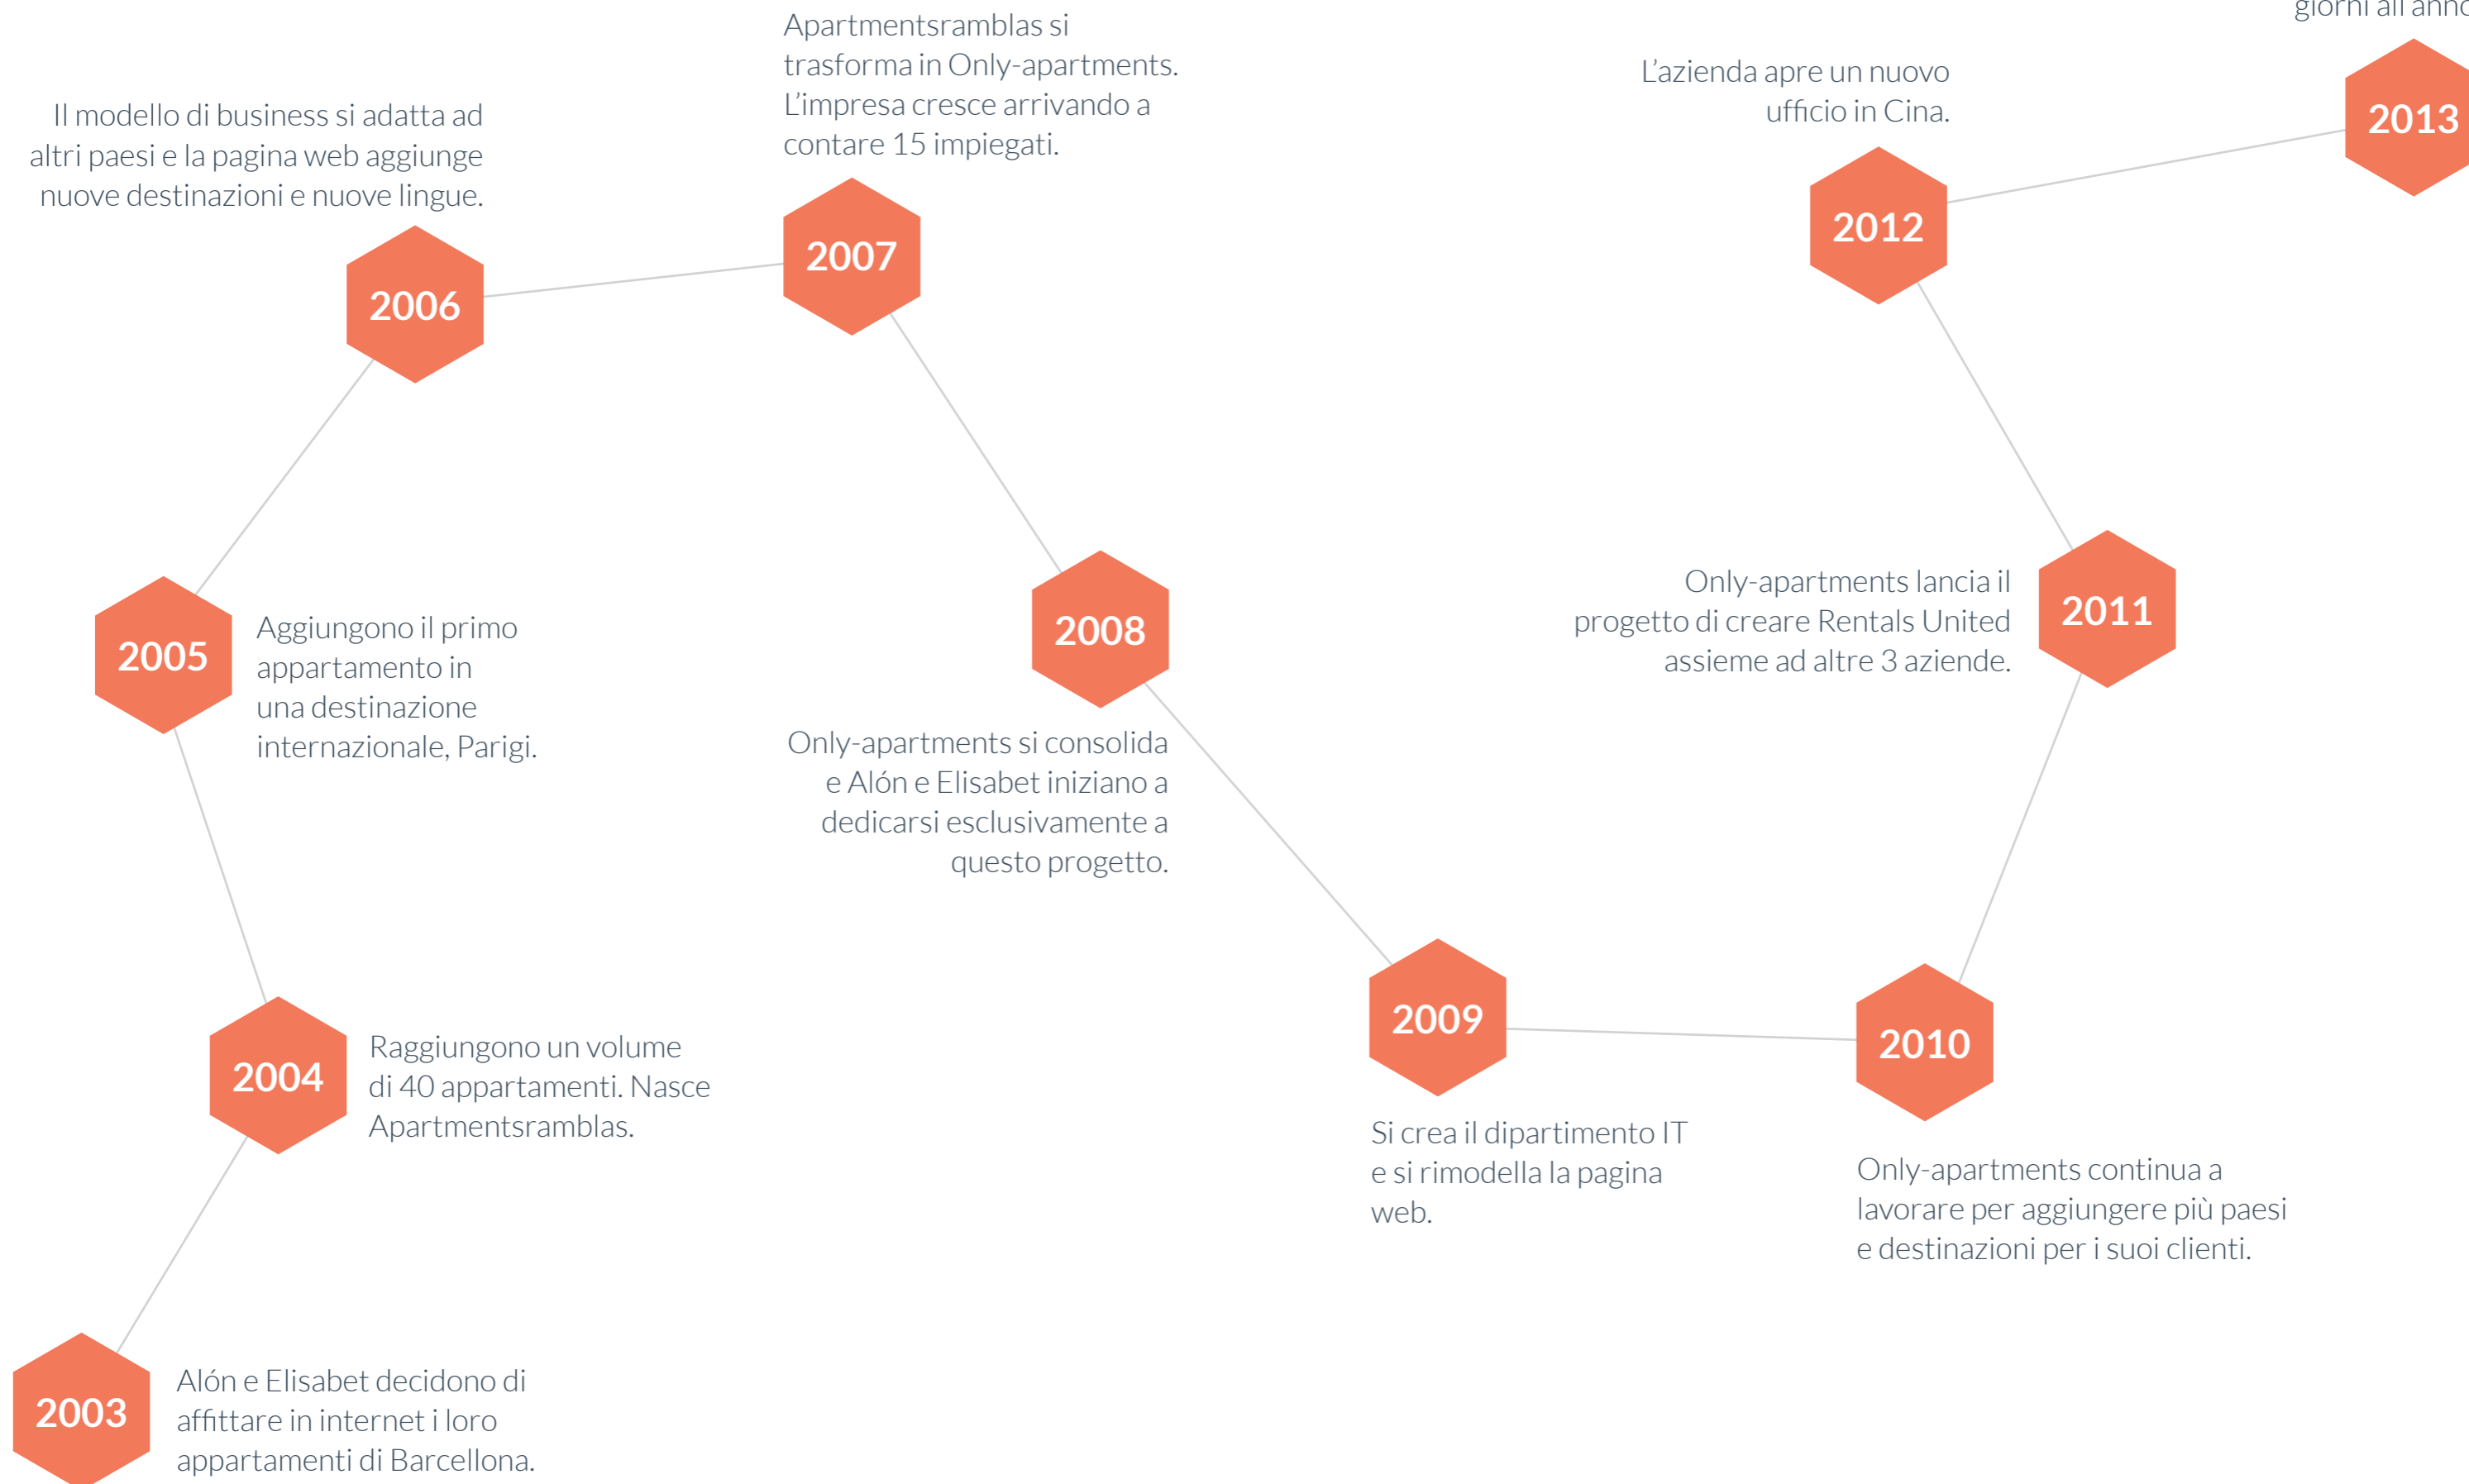 2003
Alón e Elisabet decidono di
affittare in internet i loro
appartamenti di Barcellona.
2004
Raggiungono un volume
di 40 appartamenti. Nasce
Apartmentsramblas.
2005
Aggiungono il primo
appartamento in
una destinazione
internazionale, Parigi.
Il modello di business si adatta ad
altri paesi e la pagina web aggiunge
nuove destinazioni e nuove lingue.
2006
Apartmentsramblas si
trasforma in Only-apartments.
L’impresa cresce arrivando a
contare 15 impiegati.
2007
2008
Only-apartments si consolida
e Alón e Elisabet iniziano a
dedicarsi esclusivamente a
questo progetto.
2009
Si crea il dipartimento IT
e si rimodella la pagina
web.
2010
Only-apartments continua a
lavorare per aggiungere più paesi
e destinazioni per i suoi clienti.
Only-apartments lancia il
progetto di creare Rentals United
assieme ad altre 3 aziende.
2011
L’azienda apre un nuovo
ufficio in Cina.
2012
giorni all’anno
2013